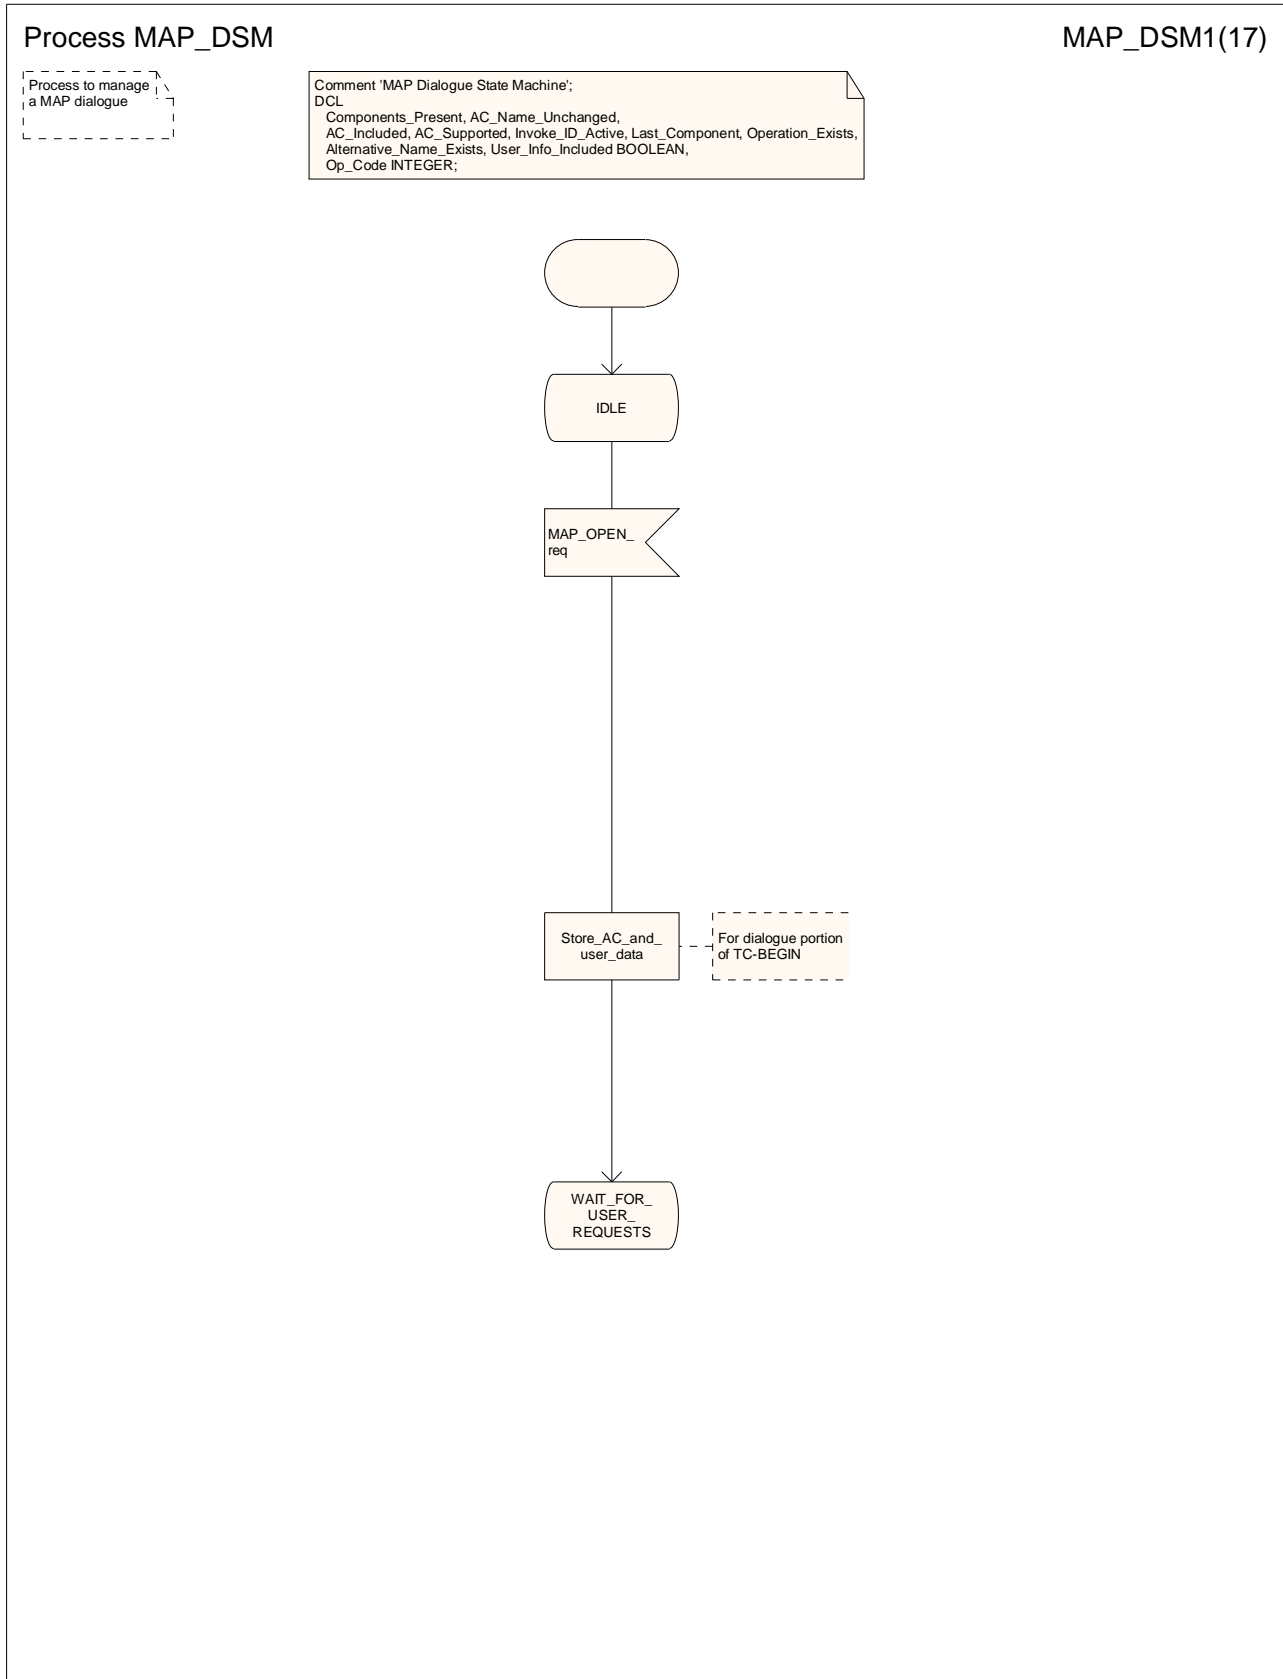 Process MAP_DSM
MAP_DSM1(17)
Process to manage
a MAP dialogue
Comment 'MAP Dialogue State Machine';
DCL
Components_Present, AC_Name_Unchanged,
AC_Included, AC_Supported, Invoke_ID_Active, Last_Component, Operation_Exists,
Alternative_Name_Exists, User_Info_Included BOOLEAN,
Op_Code INTEGER;
IDLE
MAP_OPEN_
req
Store_AC_and_
user_data
For dialogue portion
of TC-BEGIN
WAIT_FOR_
USER_
REQUESTS